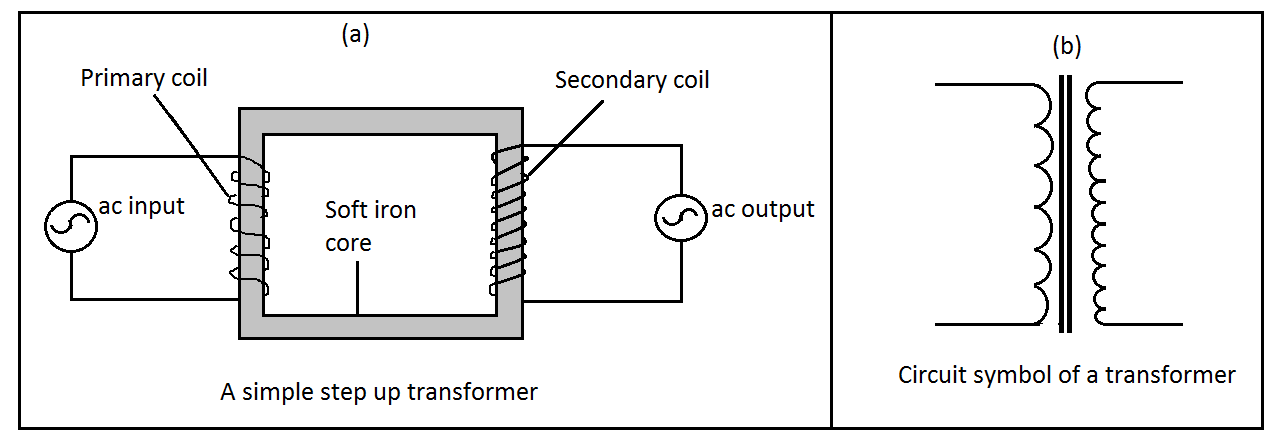 (a)
Primary coil
Secondary coil
ac input
Soft iron
core
ac output
A simple step up transformer
(b)
Circuit symbol of a transformer